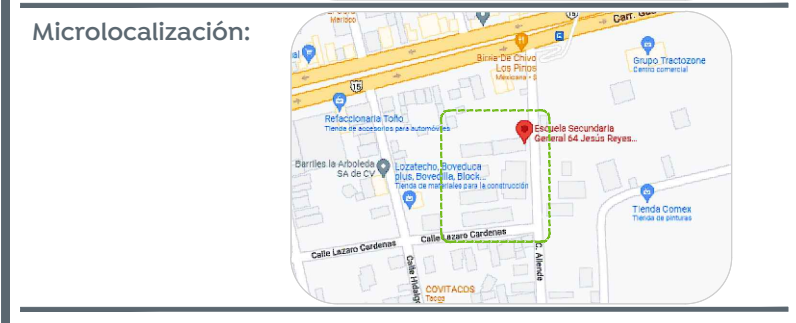 Microlocalización:
Merloco
15
Carr. Gua
Birria De Chivo
Los Pinos
Mexicana • $
Grupo Tractozone
Centro comercial
15
Refaccionaria Toño
Tienda de accesorios para automóviles
Escuela Secundaria
General 64 Jesús Reyes...
Barriles la Arboleda
SA de CV
Lozatecho, Boveduca
plus, Bovedilla, Block...
Tienda de materiales para la construcción
Tienda Comex
Tienda de pinturas
Calle Lazaro Cardenas
Calle Lazaro Cardenas
Calle Hidalgo
C. Allende
COVITACOS
Tacos